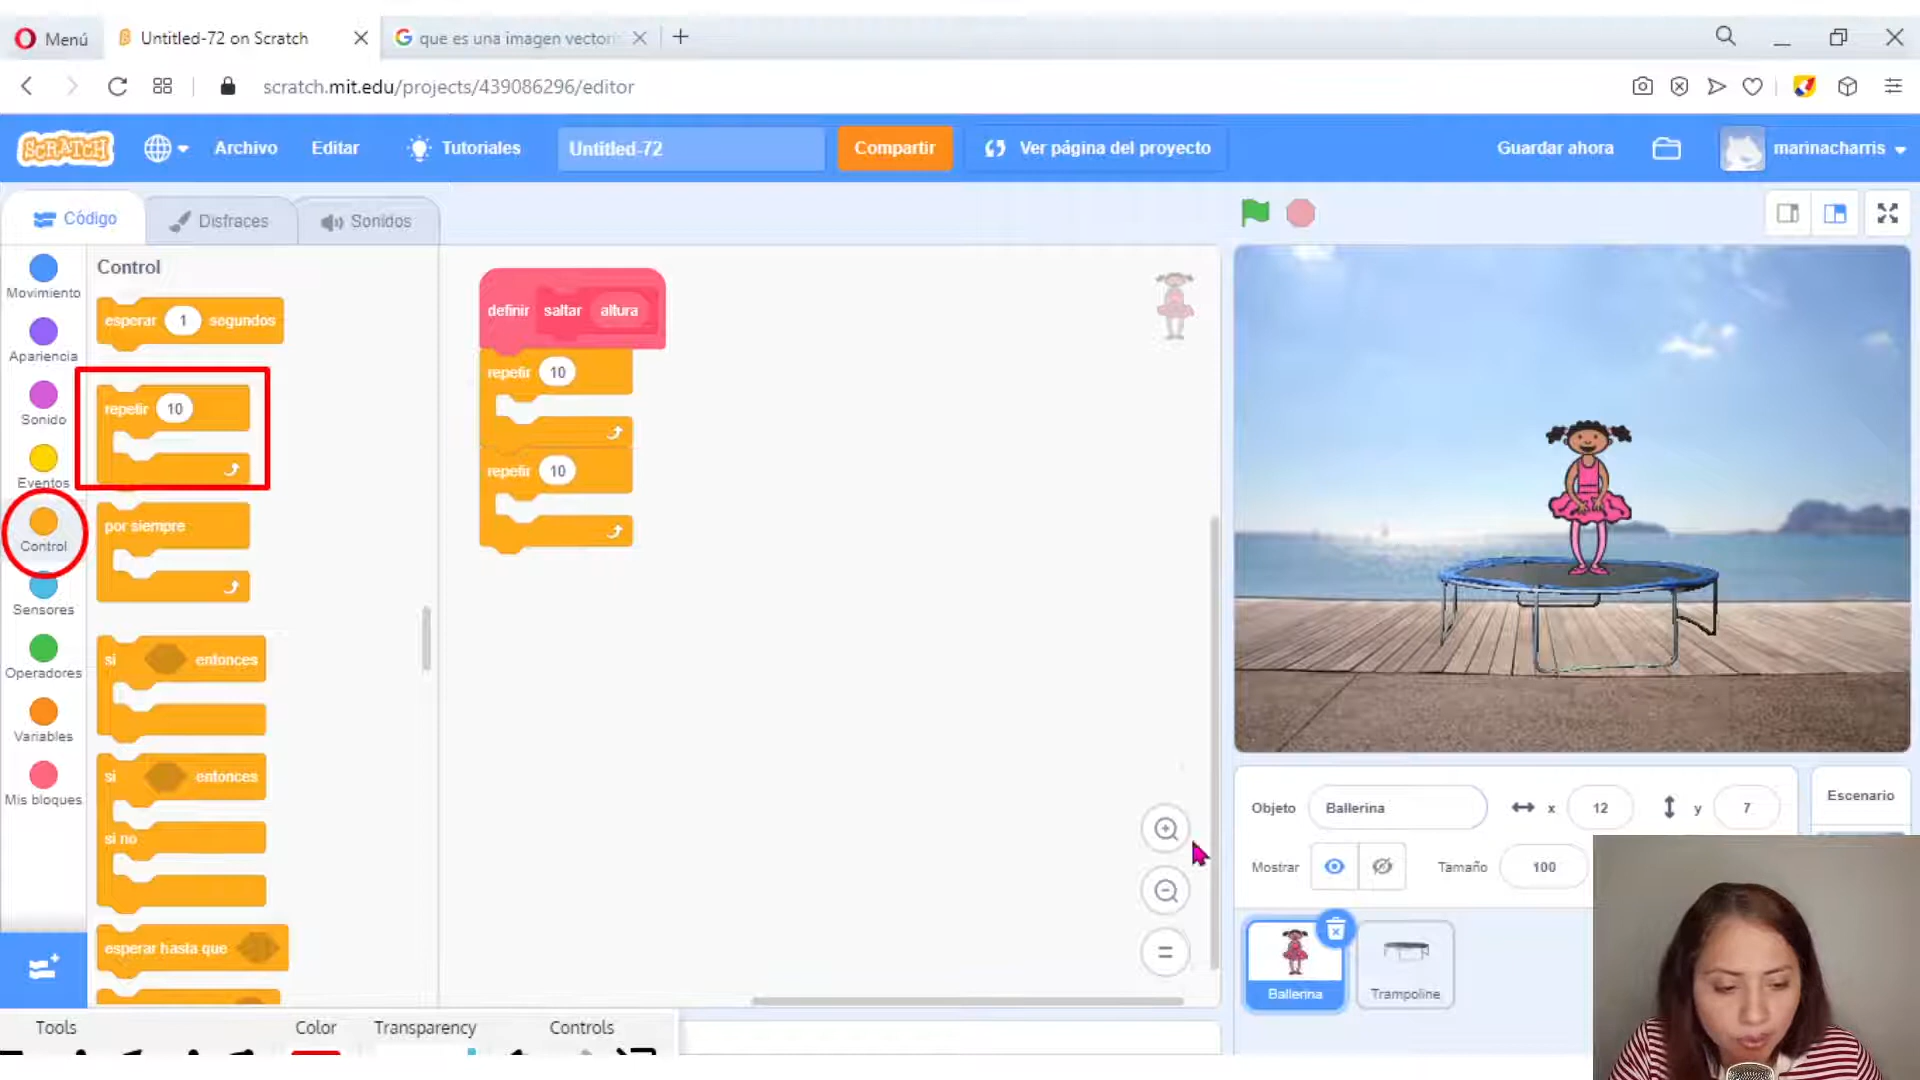 Menú
Untitled-72 on Scratch
que es una imagen vector
scratch.mit.edu/projects/439086296/editor
SCRATCH
Archivo
Editar
Tutoriales
Untitled-72
Compartir
Ver página del proyecto
Guardar ahora
marinacharris
Código
Disfraces
Sonidos
Movimiento
Apariencia
Sonido
Eventos
Control
Sensores
Operadores
Variables
Mis bloques
Control
esperar 1 segundos
repetir 10
por siempre
si entonces
si entonces
si no
esperar hasta que
definir saltar altura
repetir 10
repetir 10
Objeto Ballerina x 12 y 7
Mostrar Tamaño 100
Escenario
Ballerina
Trampoline
Tools Color Transparency Controls